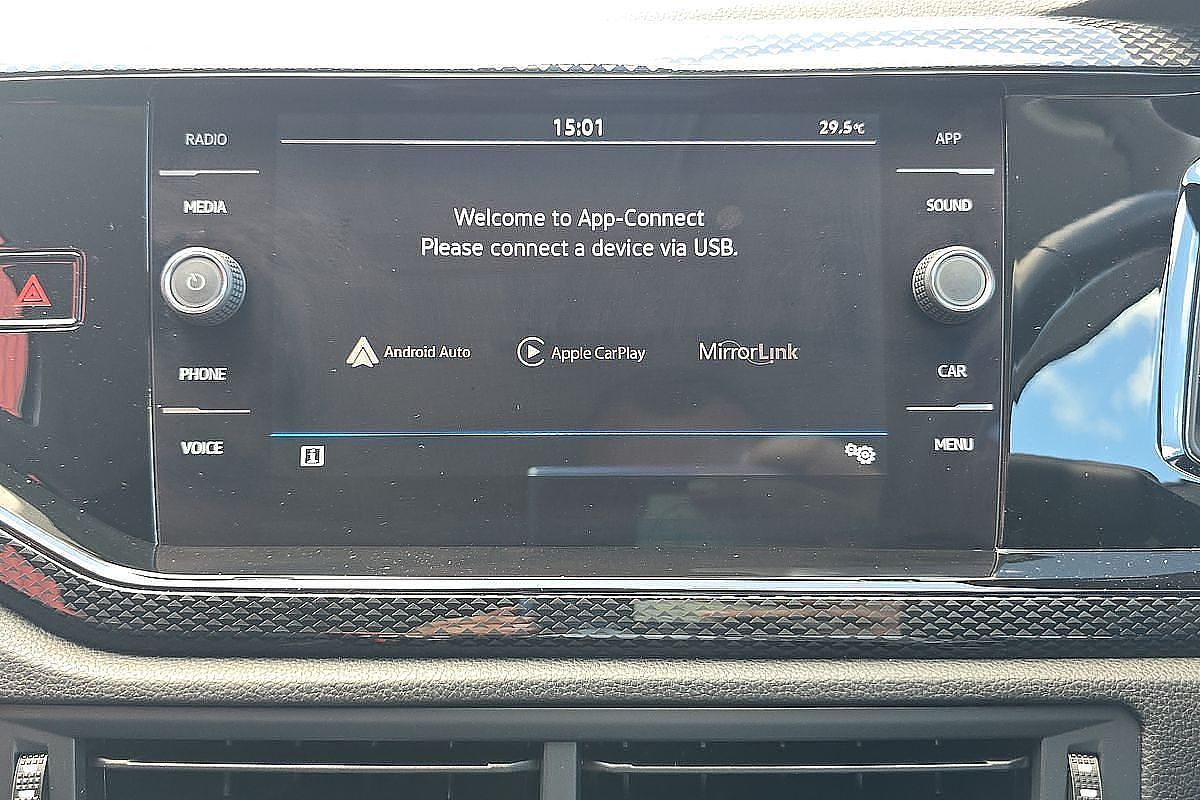 15:01
29.5°C
RADIO
MEDIA
PHONE
VOICE
Welcome to App-Connect
Please connect a device via USB.
Android Auto
Apple CarPlay
MirrorLink
i
APP
SOUND
CAR
MENU